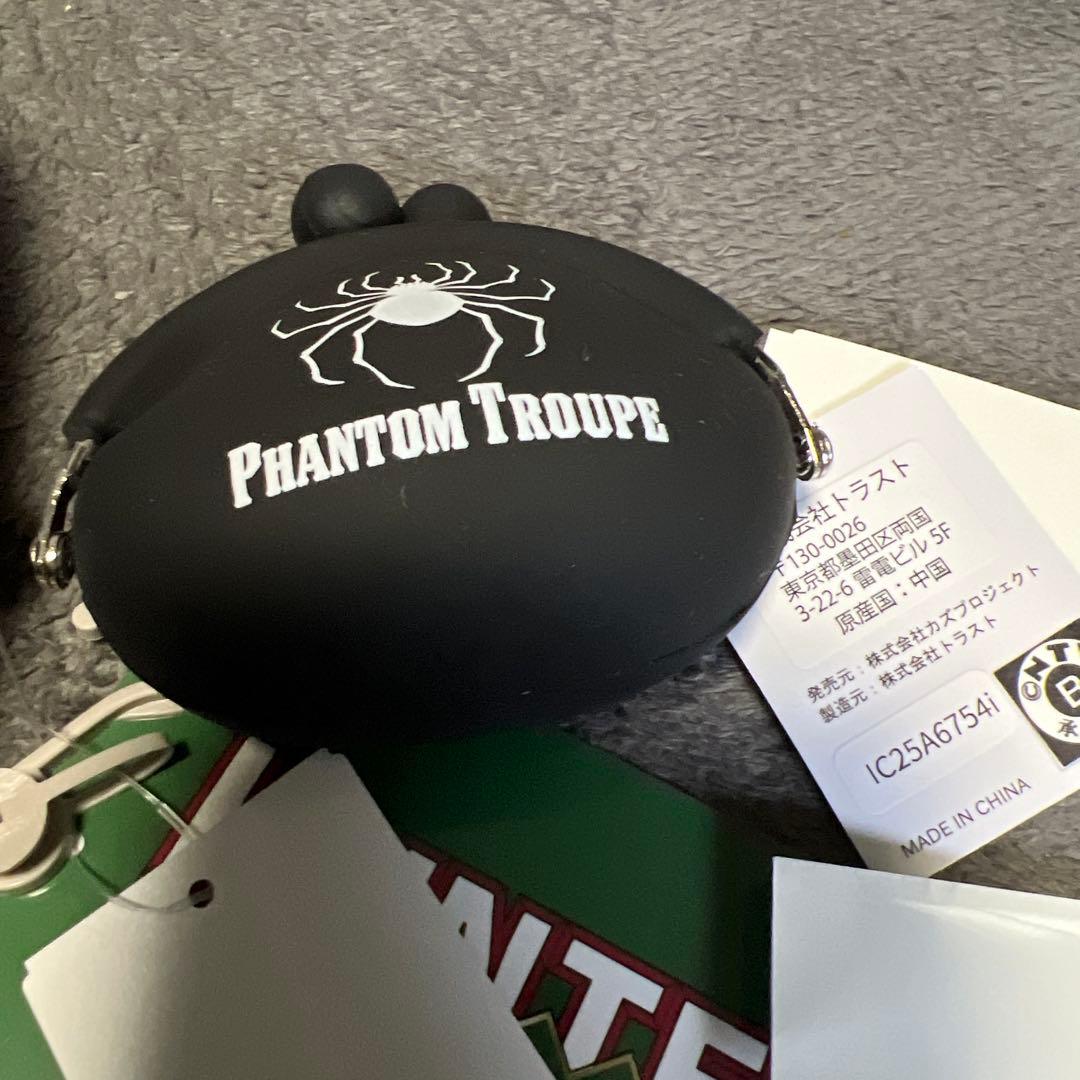 PHANTOM TROUPE
会社トラスト
〒130-0026
東京都墨田区両国
3-22-6 雷電ビル 5F
原産国：中国
発売元：株式会社カズプロジェクト
製造元：株式会社トラスト
IC25A6754i
MADE IN CHINA
ONT
B
承
NTE